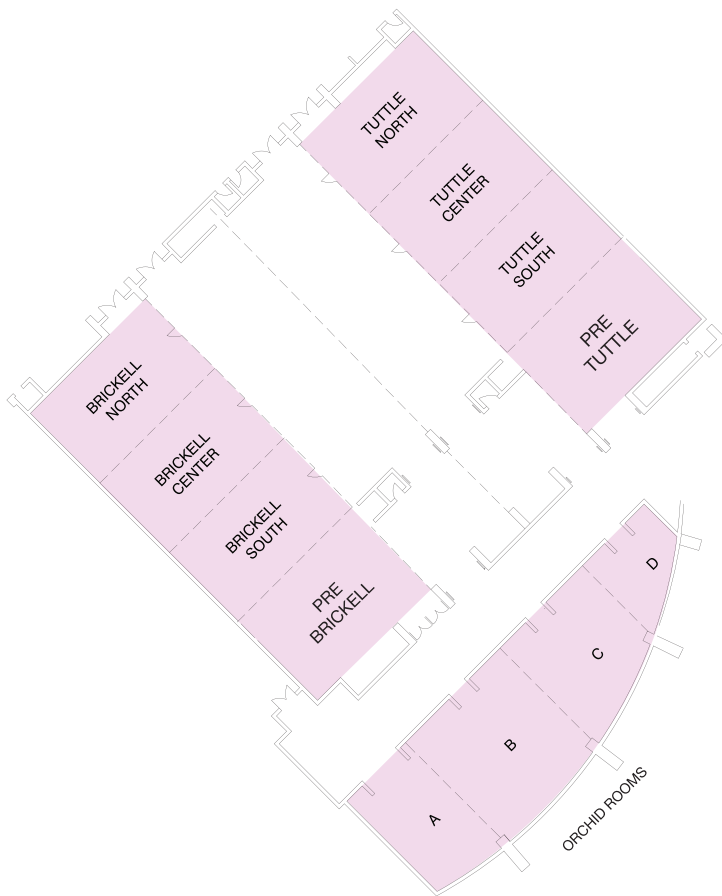 TUTTLE
NORTH
TUTTLE
CENTER
TUTTLE
SOUTH
PRE
TUTTLE
BRICKELL
NORTH
BRICKELL
CENTER
BRICKELL
SOUTH
PRE
BRICKELL
D
C
B
A
ORCHID ROOMS